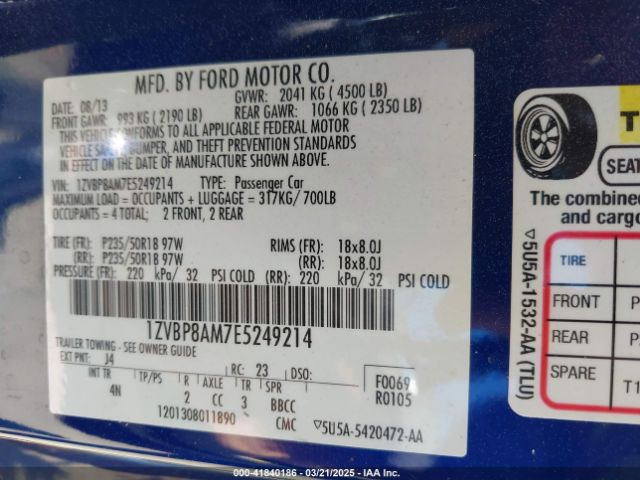 MFD. BY FORD MOTOR CO.
DATE: 08/13
GVWR: 2041 KG ( 4500 LB)
FRONT GAWR: 993 KG ( 2190 LB)
REAR GAWR: 1066 KG ( 2350 LB)
THIS VEHICLE CONFORMS TO ALL APPLICABLE FEDERAL MOTOR
VEHICLE SAFETY, BUMPER, AND THEFT PREVENTION STANDARDS
IN EFFECT ON THE DATE OF MANUFACTURE SHOWN ABOVE.
VIN: 1ZVBP8AM7E5249214 TYPE: Passenger Car
MAXIMUM LOAD = OCCUPANTS + LUGGAGE = 317KG/ 700LB
OCCUPANTS = 4 TOTAL; 2 FRONT, 2 REAR
TIRE (FR): P235/50R18 97W RIMS (FR): 18x8.0J
(RR): P235/50R18 97W (RR): 18x8.0J
PRESSURE (FR): 220 kPa/ 32 PSI COLD (RR): 220 kPa/ 32 PSI COLD
1ZVBP8AM7E5249214
TRAILER TOWING - SEE OWNER GUIDE
EXT PNT: J4 RC: 23 DSO:
INT TR TP/PS R AXLE TR SPR
4N 2 CC 3 BBCC
F0069
R0105
1201308011890 CMC ▽5U5A-5420472-AA
T
SEAT
The combined
and cargo
TIRE
FRONT P
REAR P
SPARE T1
▽5U5A-1532-AA (TLU)
000-41840186 - 03/21/2025 - IAA Inc.